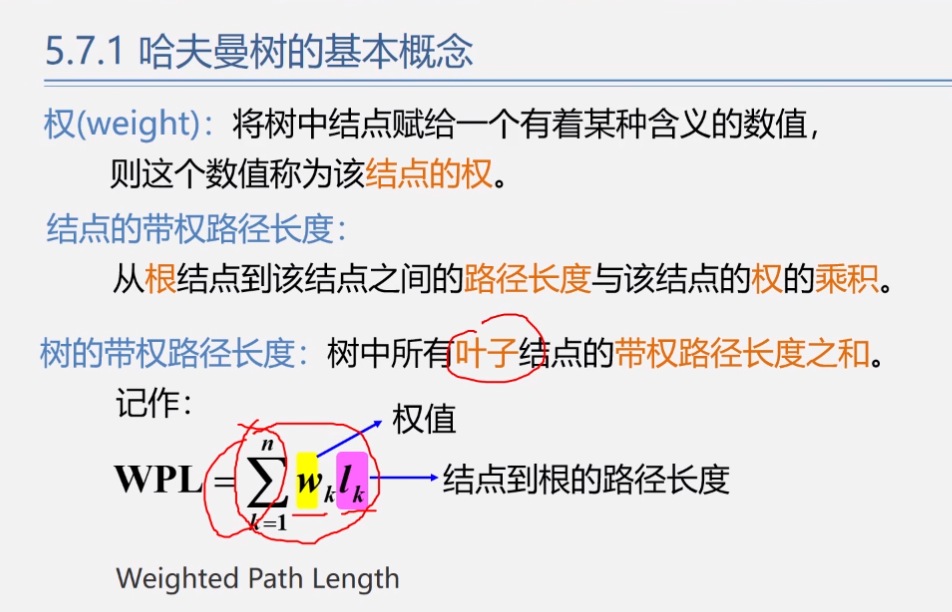 5.7.1 哈夫曼树的基本概念
权(weight)：将树中结点赋给一个有着某种含义的数值，
则这个数值称为该结点的权。
结点的带权路径长度：
从根结点到该结点之间的路径长度与该结点的权的乘积。
树的带权路径长度：树中所有叶子结点的带权路径长度之和。
记作：
权值
WPL = ∑_{k=1}^{n} w_k l_k
结点到根的路径长度
Weighted Path Length